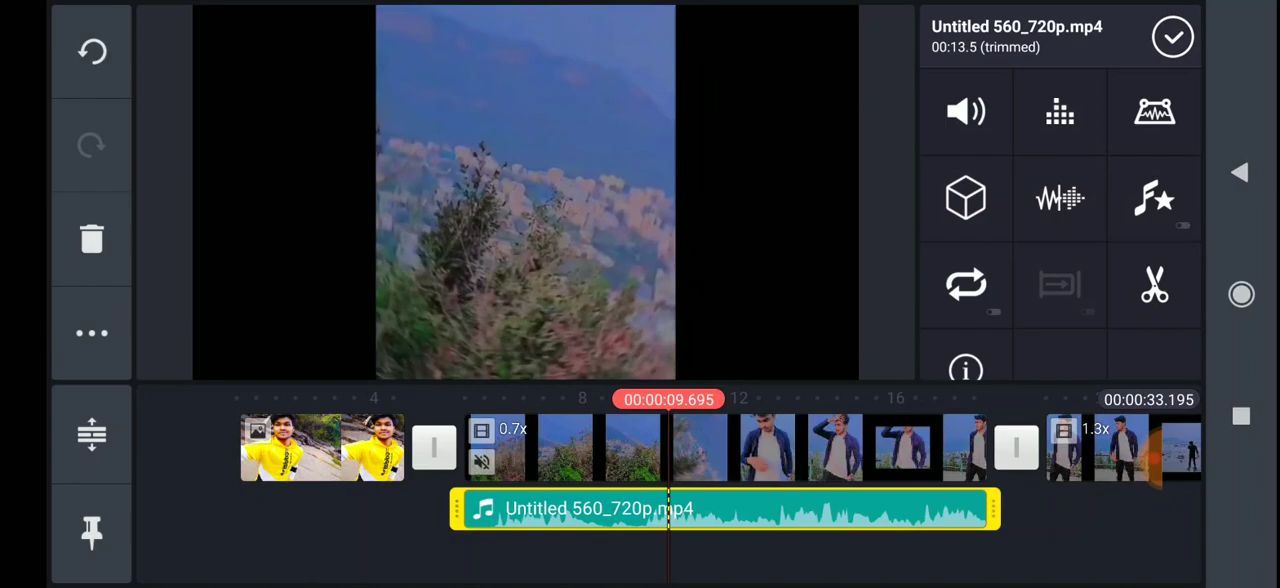 Untitled 560_720p.mp4
00:13.5 (trimmed)
4
8
00:00:09.695
12
16
00:00:33.195
0.7x
1.3x
Untitled 560_720p.mp4